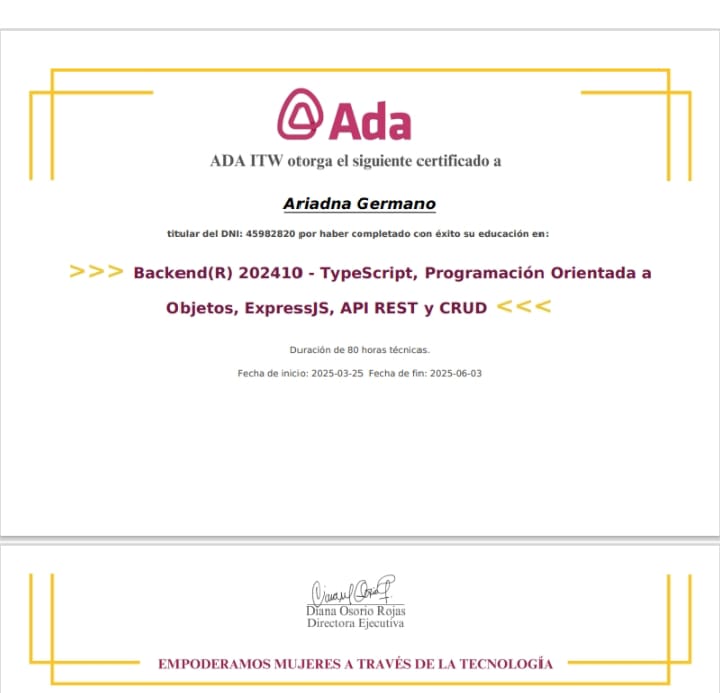 Ada
ADA ITW otorga el siguiente certificado a
Ariadna Germano
titular del DNI: 45982820 por haber completado con éxito su educación en:
>>> Backend(R) 202410 - TypeScript, Programación Orientada a
Objetos, ExpressJS, API REST y CRUD <<<
Duración de 80 horas técnicas.
Fecha de inicio: 2025-03-25 Fecha de fin: 2025-06-03
Diana Osorio Rojas
Directora Ejecutiva
EMPODERAMOS MUJERES A TRAVÉS DE LA TECNOLOGÍA